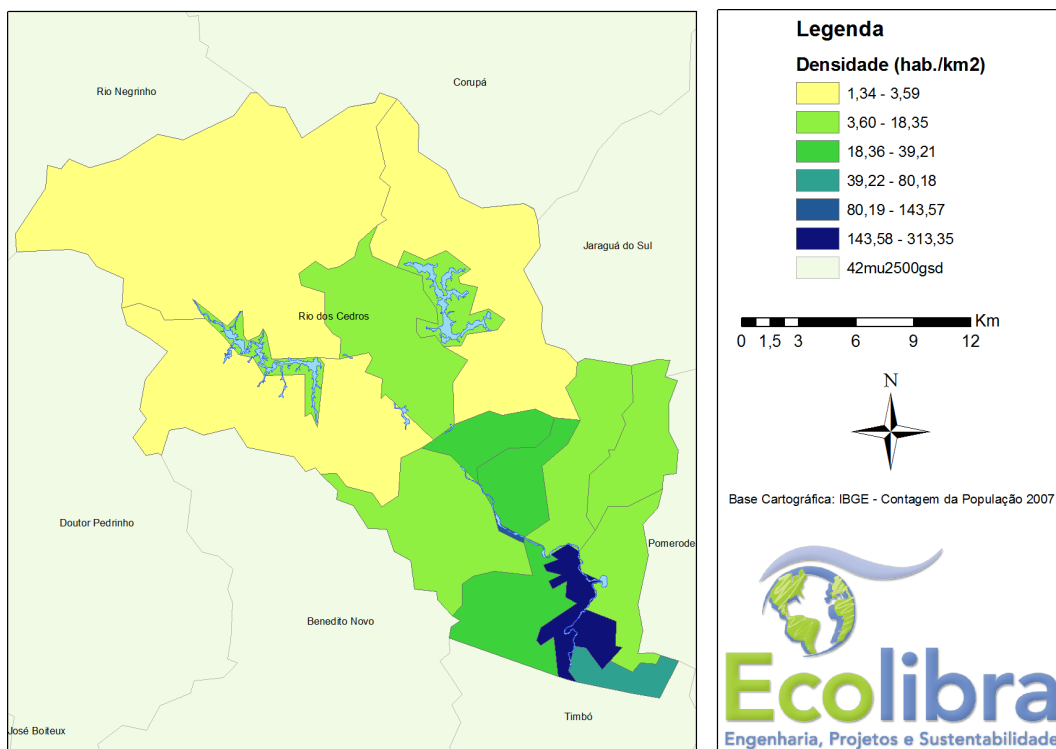 Rio Negrinho
Corupá
Jaraguá do Sul
Rio dos Cedros
Doutor Pedrinho
Pomerode
Benedito Novo
Timbó
José Boiteux
Legenda
Densidade (hab./km2)
1,34 - 3,59
3,60 - 18,35
18,36 - 39,21
39,22 - 80,18
80,19 - 143,57
143,58 - 313,35
42mu2500gsd
Km
0 1,5 3 6 9 12
N
Base Cartográfica: IBGE - Contagem da População 2007
Ecolibra
Engenharia, Projetos e Sustentabilidade